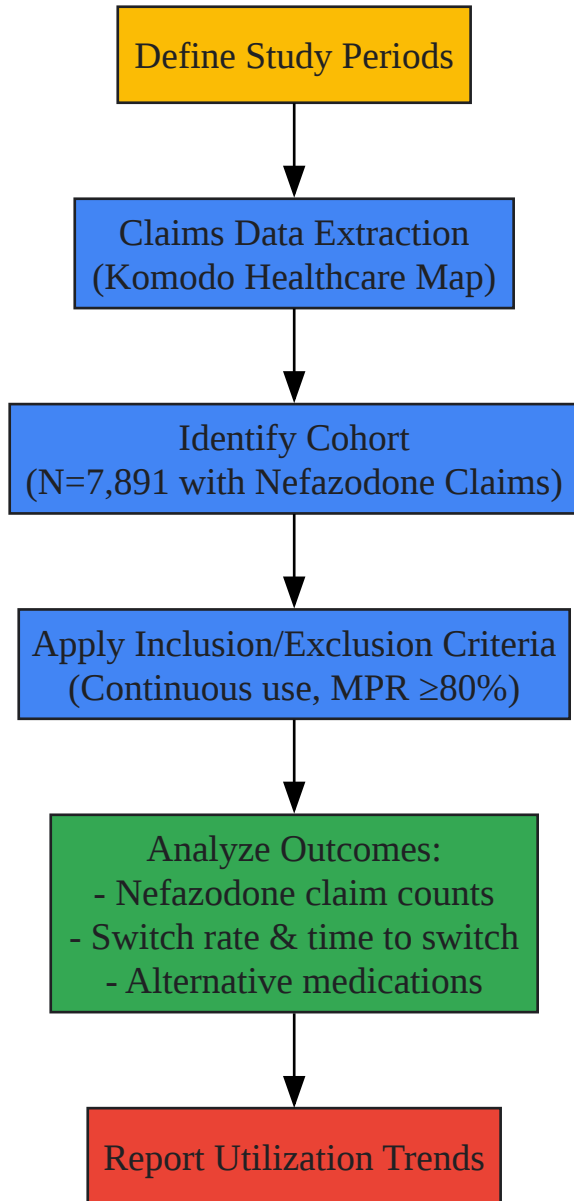 Define Study Periods
Claims Data Extraction
(Komodo Healthcare Map)
Identify Cohort
(N=7,891 with Nefazodone Claims)
Apply Inclusion/Exclusion Criteria
(Continuous use, MPR ≥80%)
Analyze Outcomes:
- Nefazodone claim counts
- Switch rate & time to switch
- Alternative medications
Report Utilization Trends